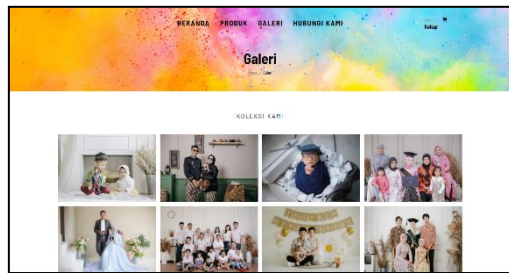 BERANDA PRODUK GALERI HUBUNGI KAMI
Keluar
Galeri
KOLEKSI KAMI